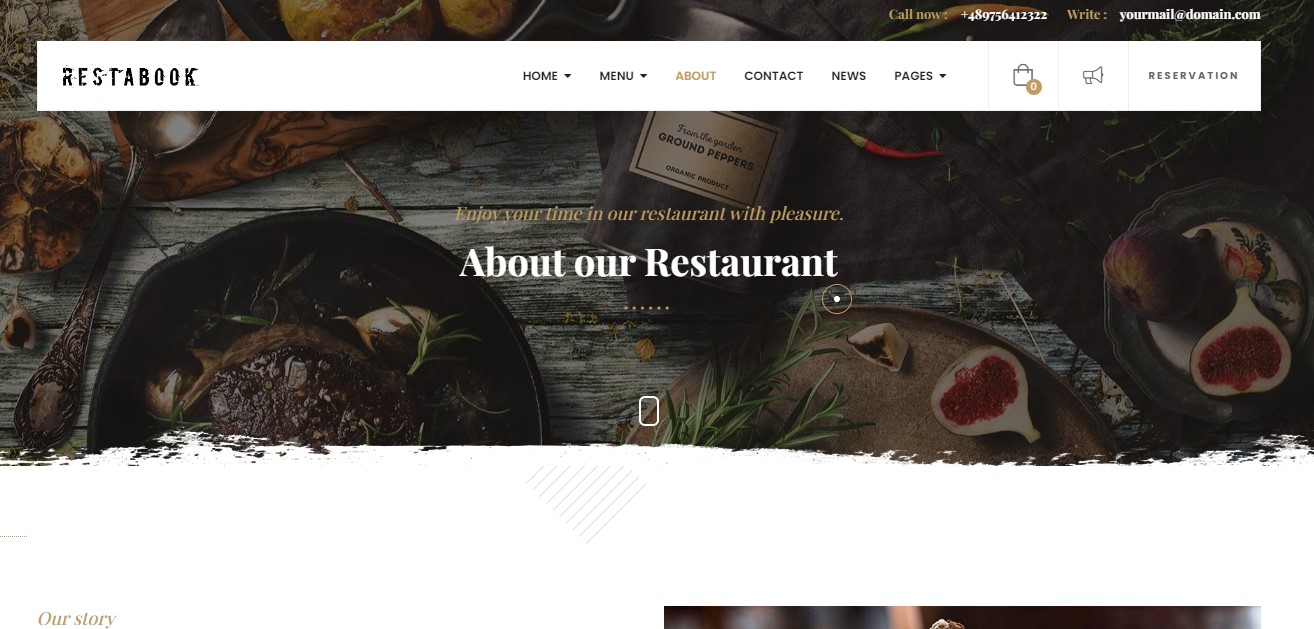 Call now : +489756412322 Write : yourmail@domain.com
RESTABOOK
HOME MENU ABOUT CONTACT NEWS PAGES 0 RESERVATION
From the garden
GROUND PEPPERS
ORGANIC PRODUCT
Enjoy your time in our restaurant with pleasure.
About our Restaurant
Our story